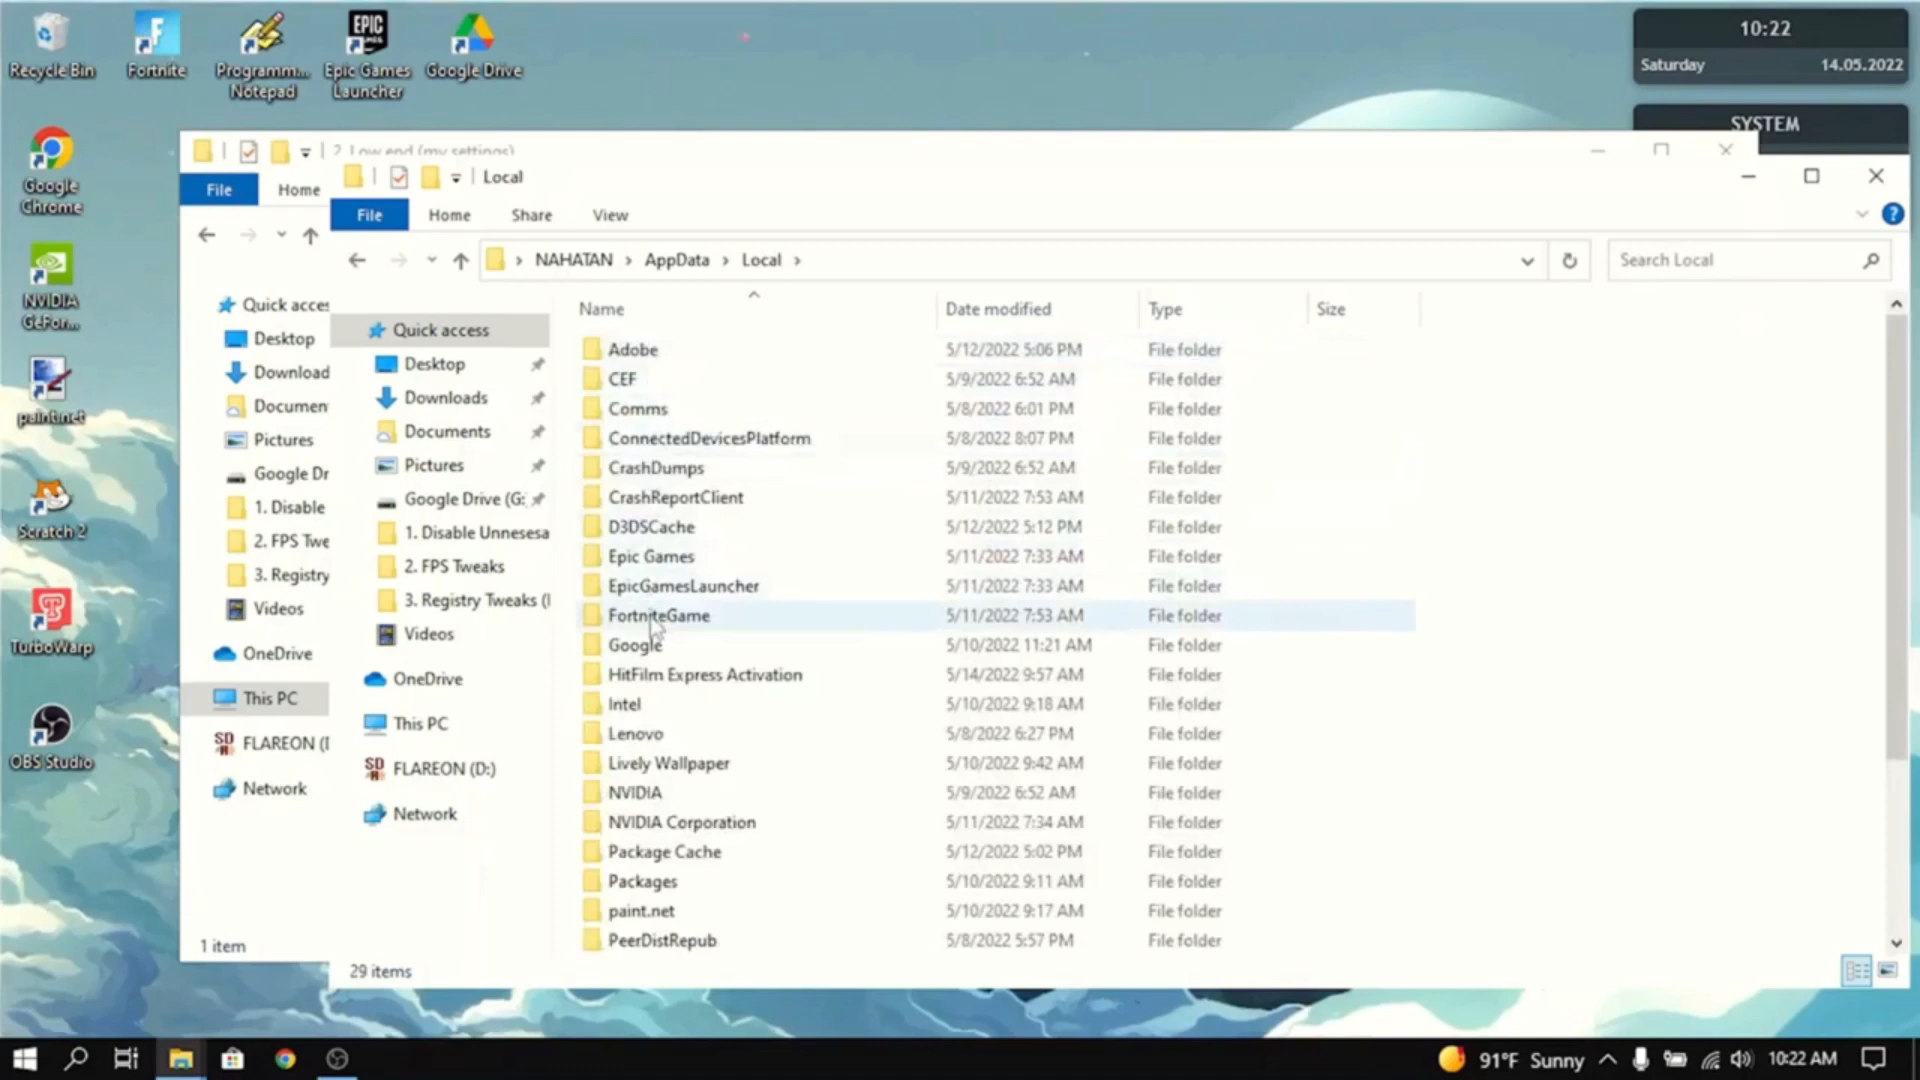 Recycle Bin
Fortnite
Programm... Notepad
Epic Games Launcher
Google Drive
Google Chrome
NVIDIA GeFor...
paint.net
Scratch 2
TurboWarp
OBS Studio
10:22
Saturday 14.05.2022
SYSTEM
2. Low end (my settings)
File Home
Quick acces
Desktop
Download
Documen
Pictures
Google Dr
1. Disable
2. FPS Twe
3. Registry
Videos
OneDrive
This PC
FLAREON (
Network
1 item
Local
File Home Share View
NAHATAN > AppData > Local >
Search Local
Quick access
Desktop
Downloads
Documents
Pictures
Google Drive (G:
1. Disable Unnesesa
2. FPS Tweaks
3. Registry Tweaks (
Videos
OneDrive
This PC
FLAREON (D:)
Network
Name Date modified Type Size
Adobe 5/12/2022 5:06 PM File folder
CEF 5/9/2022 6:52 AM File folder
Comms 5/8/2022 6:01 PM File folder
ConnectedDevicesPlatform 5/8/2022 8:07 PM File folder
CrashDumps 5/9/2022 6:52 AM File folder
CrashReportClient 5/11/2022 7:53 AM File folder
D3DSCache 5/12/2022 5:12 PM File folder
Epic Games 5/11/2022 7:33 AM File folder
EpicGamesLauncher 5/11/2022 7:33 AM File folder
FortniteGame 5/11/2022 7:53 AM File folder
Google 5/10/2022 11:21 AM File folder
HitFilm Express Activation 5/14/2022 9:57 AM File folder
Intel 5/10/2022 9:18 AM File folder
Lenovo 5/8/2022 6:27 PM File folder
Lively Wallpaper 5/10/2022 9:42 AM File folder
NVIDIA 5/9/2022 6:52 AM File folder
NVIDIA Corporation 5/11/2022 7:34 AM File folder
Package Cache 5/12/2022 5:02 PM File folder
Packages 5/10/2022 9:11 AM File folder
paint.net 5/10/2022 9:17 AM File folder
PeerDistRepub 5/8/2022 5:57 PM File folder
29 items
91°F Sunny 10:22 AM